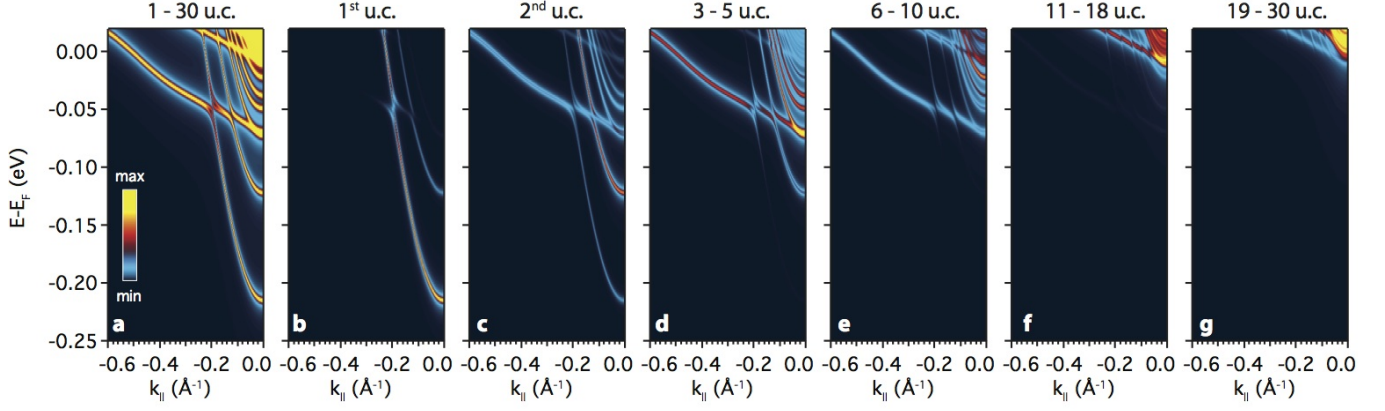 1 - 30 u.c. 1st u.c. 2nd u.c. 3 - 5 u.c. 6 - 10 u.c. 11 - 18 u.c. 19 - 30 u.c.
E-EF (eV)
0.00
-0.05
-0.10
-0.15
-0.20
-0.25
max
min
a b c d e f g
-0.6 -0.4 -0.2 0.0 -0.6 -0.4 -0.2 0.0 -0.6 -0.4 -0.2 0.0 -0.6 -0.4 -0.2 0.0 -0.6 -0.4 -0.2 0.0 -0.6 -0.4 -0.2 0.0 -0.6 -0.4 -0.2 0.0
k|| (Å-1) k|| (Å-1) k|| (Å-1) k|| (Å-1) k|| (Å-1) k|| (Å-1) k|| (Å-1)